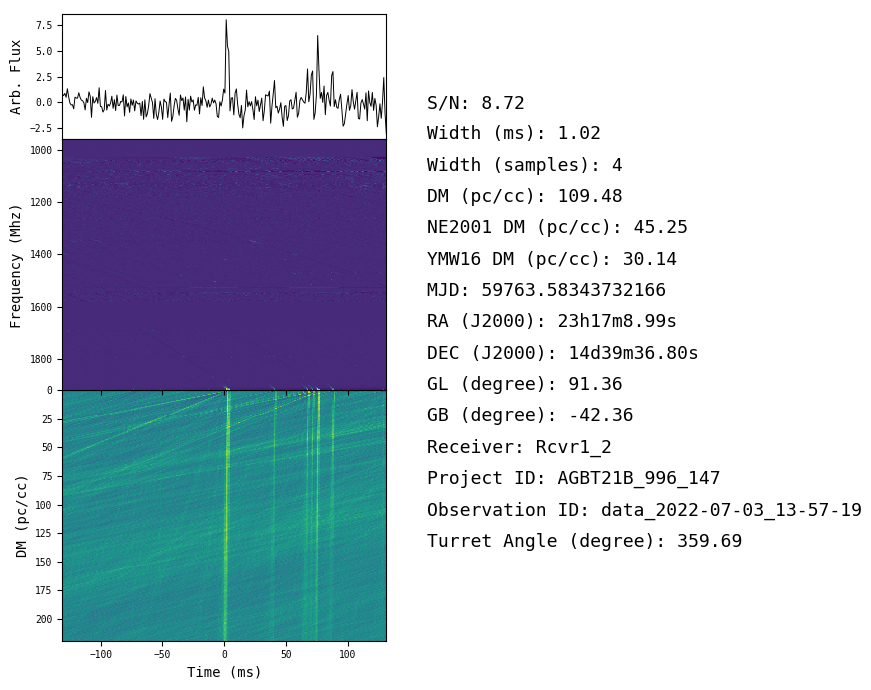 7.5
5.0
2.5
0.0
−2.5
Arb. Flux
1000
1200
1400
1600
1800
Frequency (Mhz)
0
25
50
75
100
125
150
175
200
DM (pc/cc)
−100
−50
0
50
100
Time (ms)
S/N: 8.72
Width (ms): 1.02
Width (samples): 4
DM (pc/cc): 109.48
NE2001 DM (pc/cc): 45.25
YMW16 DM (pc/cc): 30.14
MJD: 59763.58343732166
RA (J2000): 23h17m8.99s
DEC (J2000): 14d39m36.80s
GL (degree): 91.36
GB (degree): -42.36
Receiver: Rcvr1_2
Project ID: AGBT21B_996_147
Observation ID: data_2022-07-03_13-57-19
Turret Angle (degree): 359.69